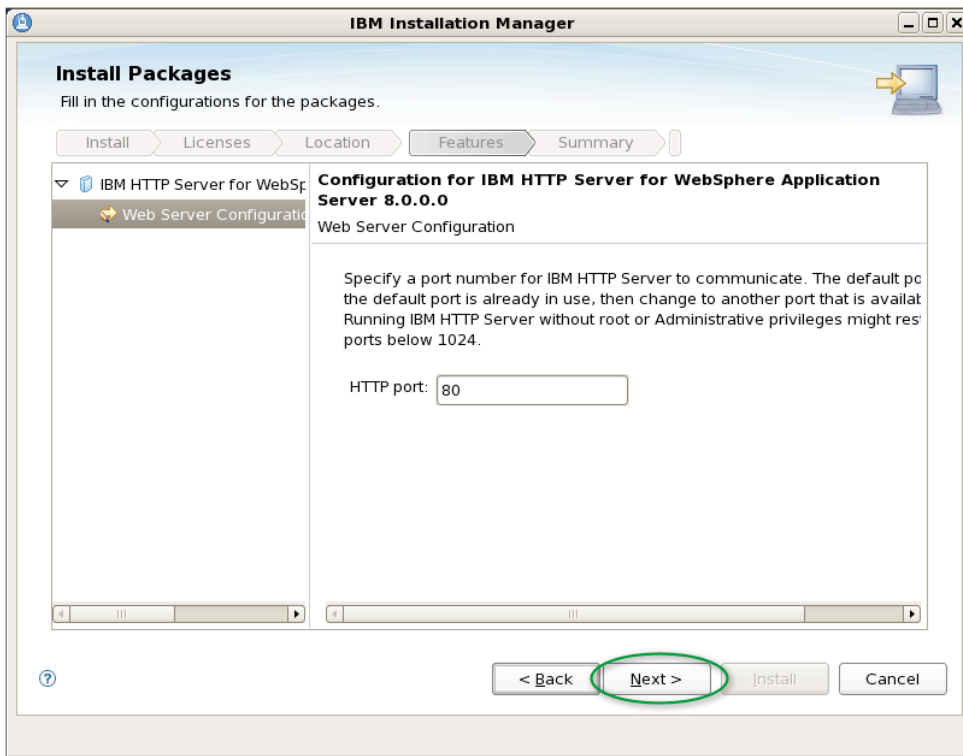 IBM Installation Manager
Install Packages
Fill in the configurations for the packages.
Install
Licenses
Location
Features
Summary
IBM HTTP Server for WebSp
Web Server Configuratio
Configuration for IBM HTTP Server for WebSphere Application
Server 8.0.0.0
Web Server Configuration
Specify a port number for IBM HTTP Server to communicate. The default po
the default port is already in use, then change to another port that is availab
Running IBM HTTP Server without root or Administrative privileges might rest
ports below 1024.
HTTP port: 80
?
< Back
Next >
Install
Cancel